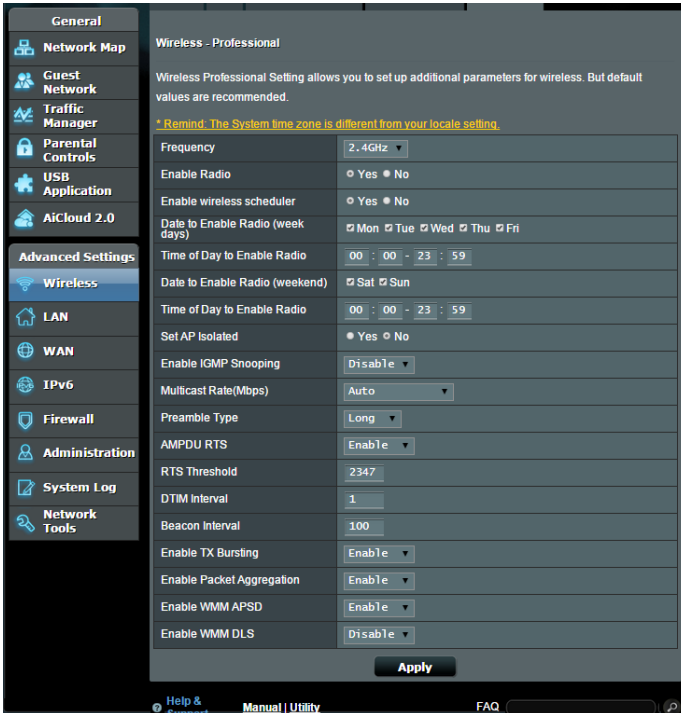 General
Network Map
Guest
Network
Traffic
Manager
Parental
Controls
USB
Application
AiCloud 2.0
Advanced Settings
Wireless
LAN
WAN
IPv6
Firewall
Administration
System Log
Network
Tools
Wireless - Professional
Wireless Professional Setting allows you to set up additional parameters for wireless. But default
values are recommended.
* Remind: The System time zone is different from your locale setting.
Frequency 2.4GHz
Enable Radio Yes No
Enable wireless scheduler Yes No
Date to Enable Radio (week
days) Mon Tue Wed Thu Fri
Time of Day to Enable Radio 00 : 00 - 23 : 59
Date to Enable Radio (weekend) Sat Sun
Time of Day to Enable Radio 00 : 00 - 23 : 59
Set AP Isolated Yes No
Enable IGMP Snooping Disable
Multicast Rate(Mbps) Auto
Preamble Type Long
AMPDU RTS Enable
RTS Threshold 2347
DTIM Interval 1
Beacon Interval 100
Enable TX Bursting Enable
Enable Packet Aggregation Enable
Enable WMM APSD Enable
Enable WMM DLS Disable
Apply
Help &
Support Manual | Utility FAQ